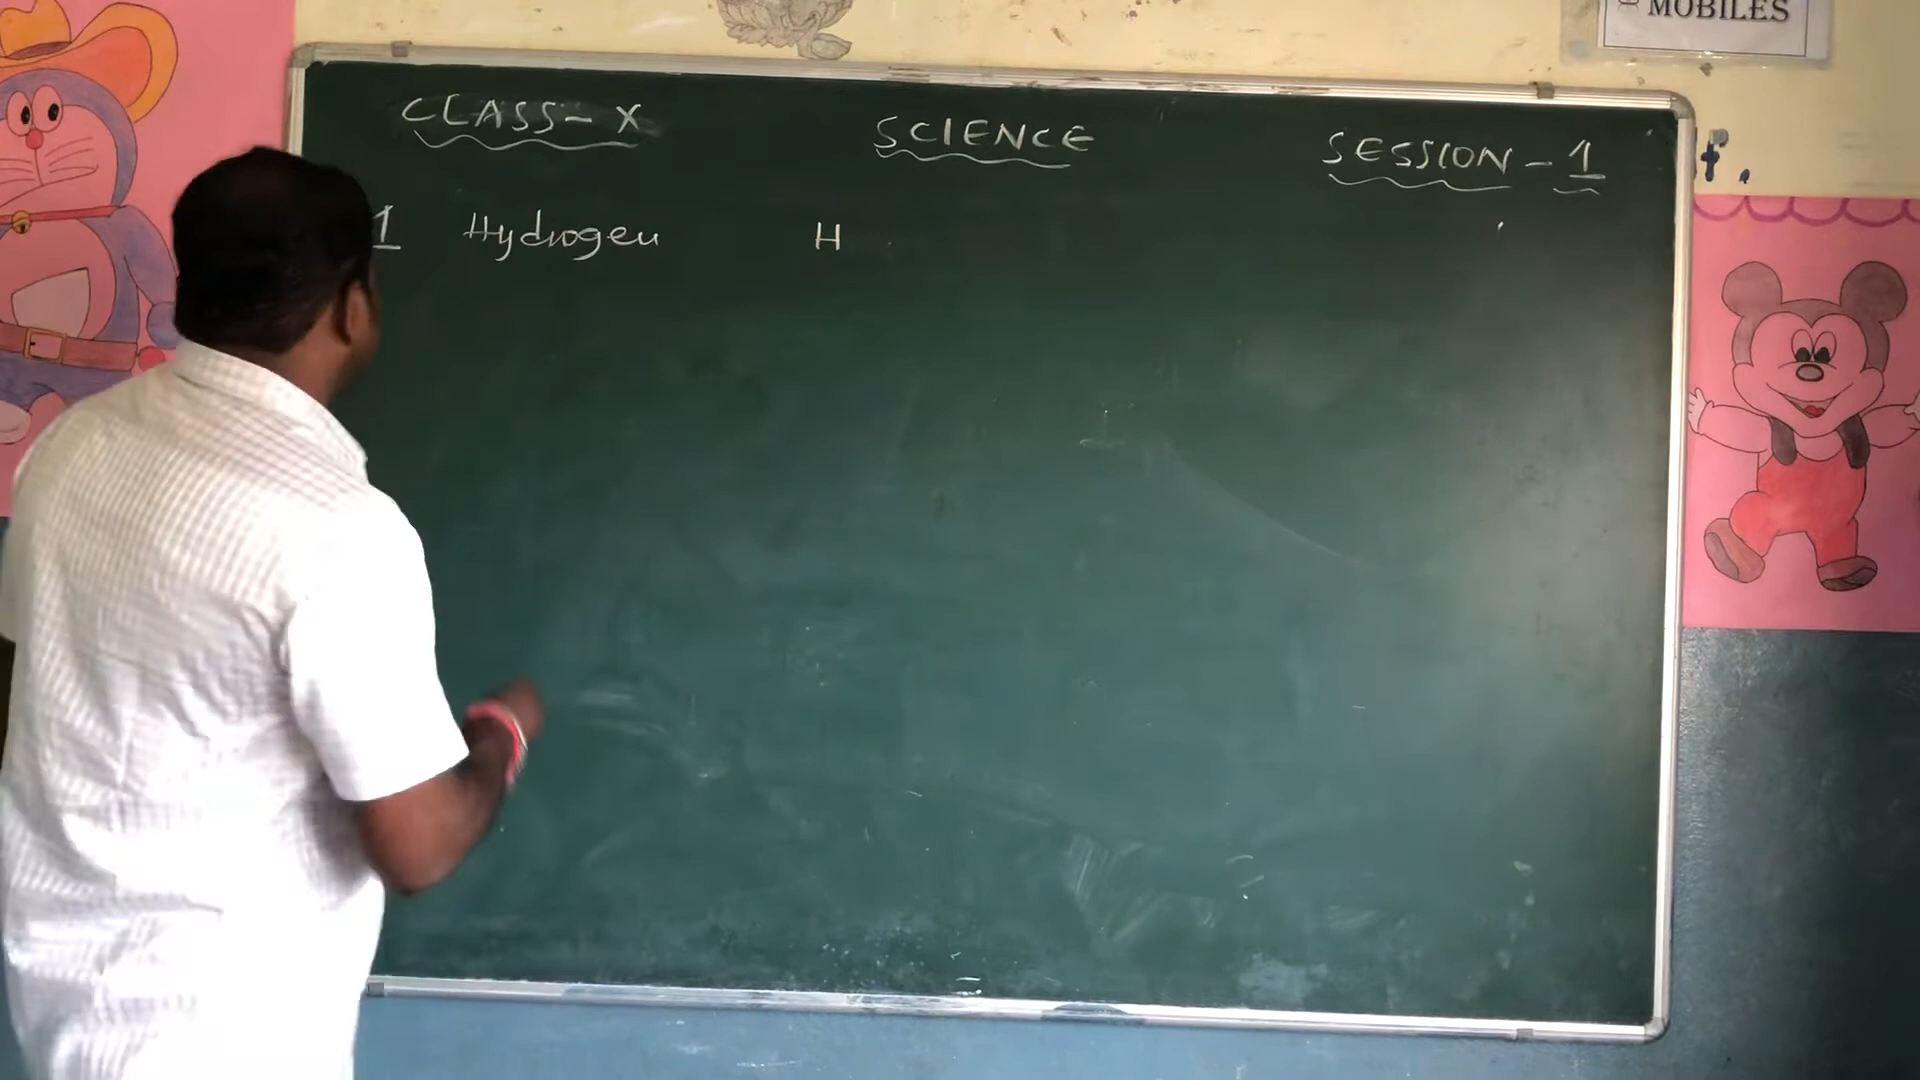 MOBILES
CLASS-X SCIENCE SESSION - 1
1 Hydrogen H